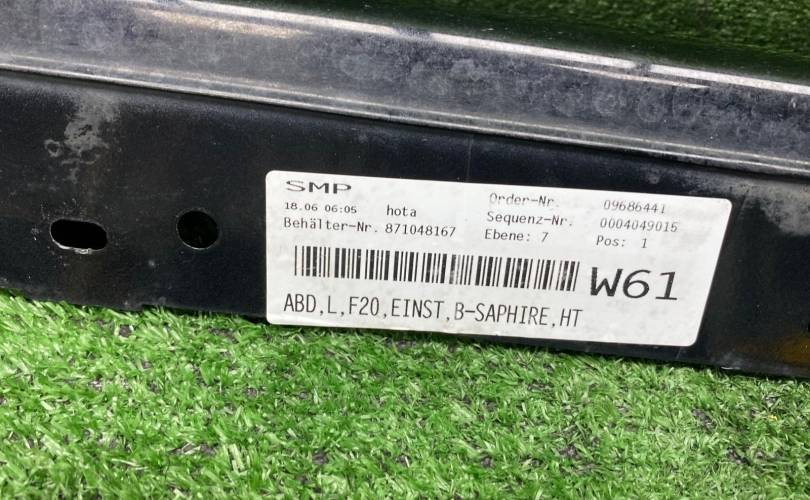 SMP
18.06 06:05 hota Order-Nr. 09686441
Behälter-Nr. 871048167 Sequenz-Nr. 0004049015
Ebene: 7 Pos: 1
W61
ABD,L,F20,EINST,B-SAPHIRE,HT